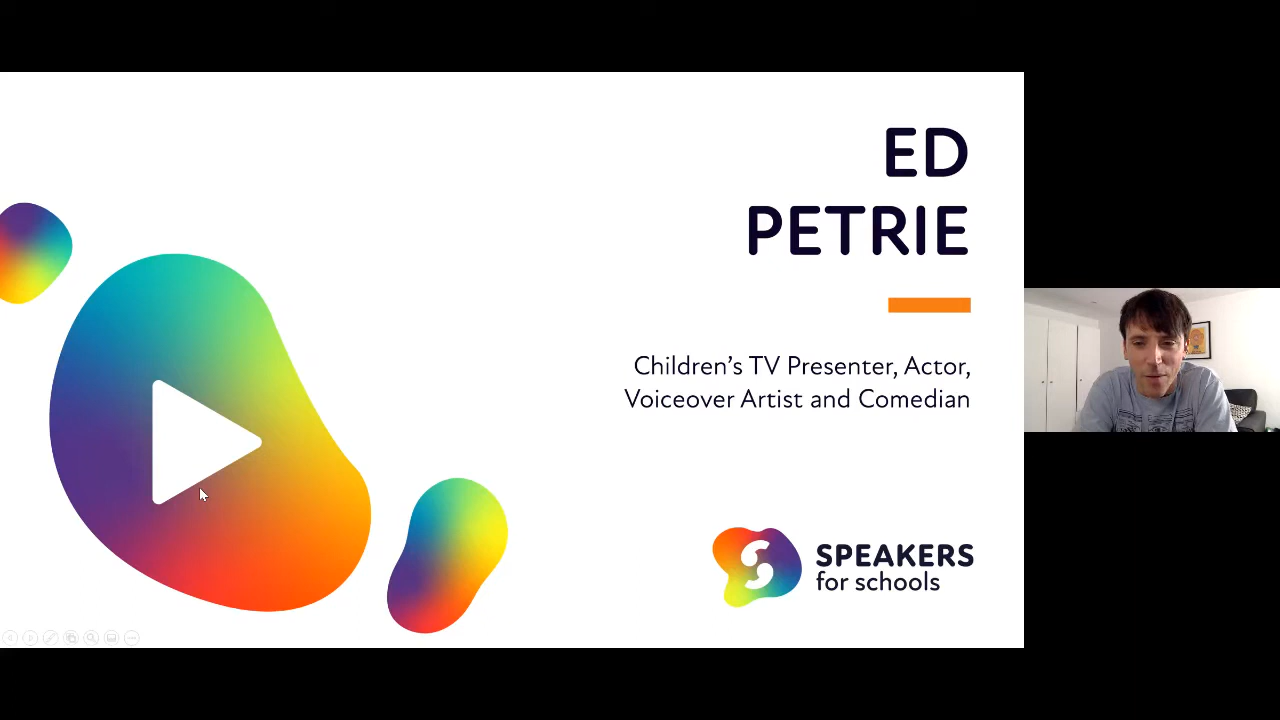 ED
PETRIE
Children's TV Presenter, Actor,
Voiceover Artist and Comedian
SPEAKERS
for schools